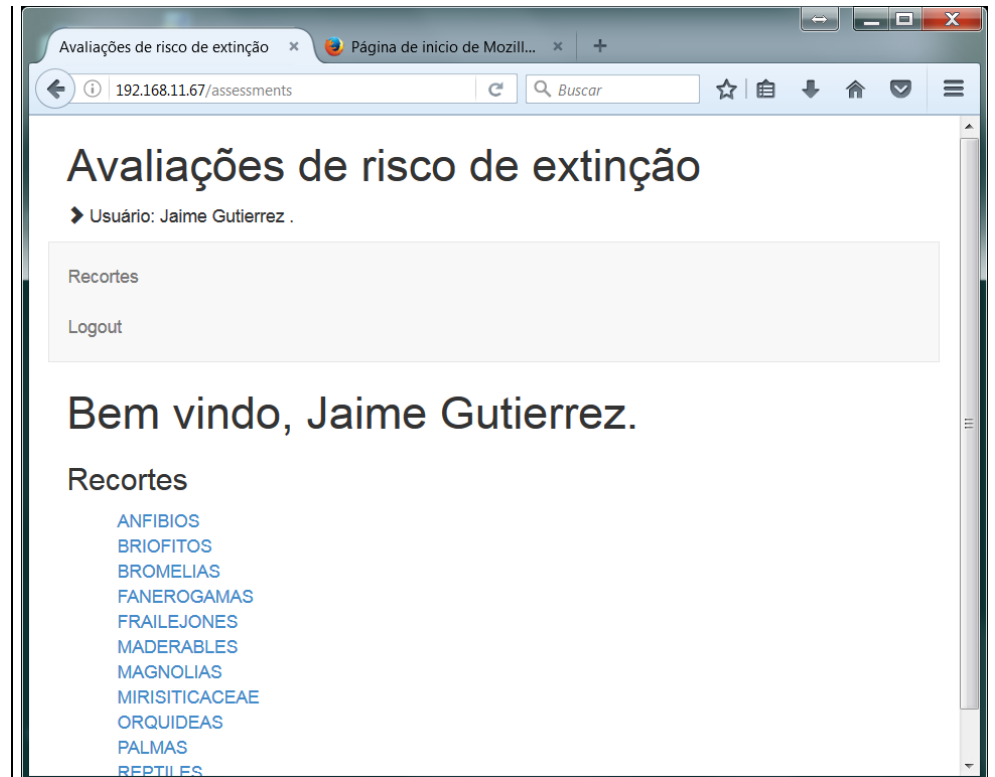 Avaliações de risco de extinção
Página de inicio de Mozill...
192.168.11.67/assessments
Buscar
Avaliações de risco de extinção
Usuário: Jaime Gutierrez .
Recortes
Logout
Bem vindo, Jaime Gutierrez.
Recortes
ANFIBIOS
BRIOFITOS
BROMELIAS
FANEROGAMAS
FRAILEJONES
MADERABLES
MAGNOLIAS
MIRISITICACEAE
ORQUIDEAS
PALMAS
REPTILES